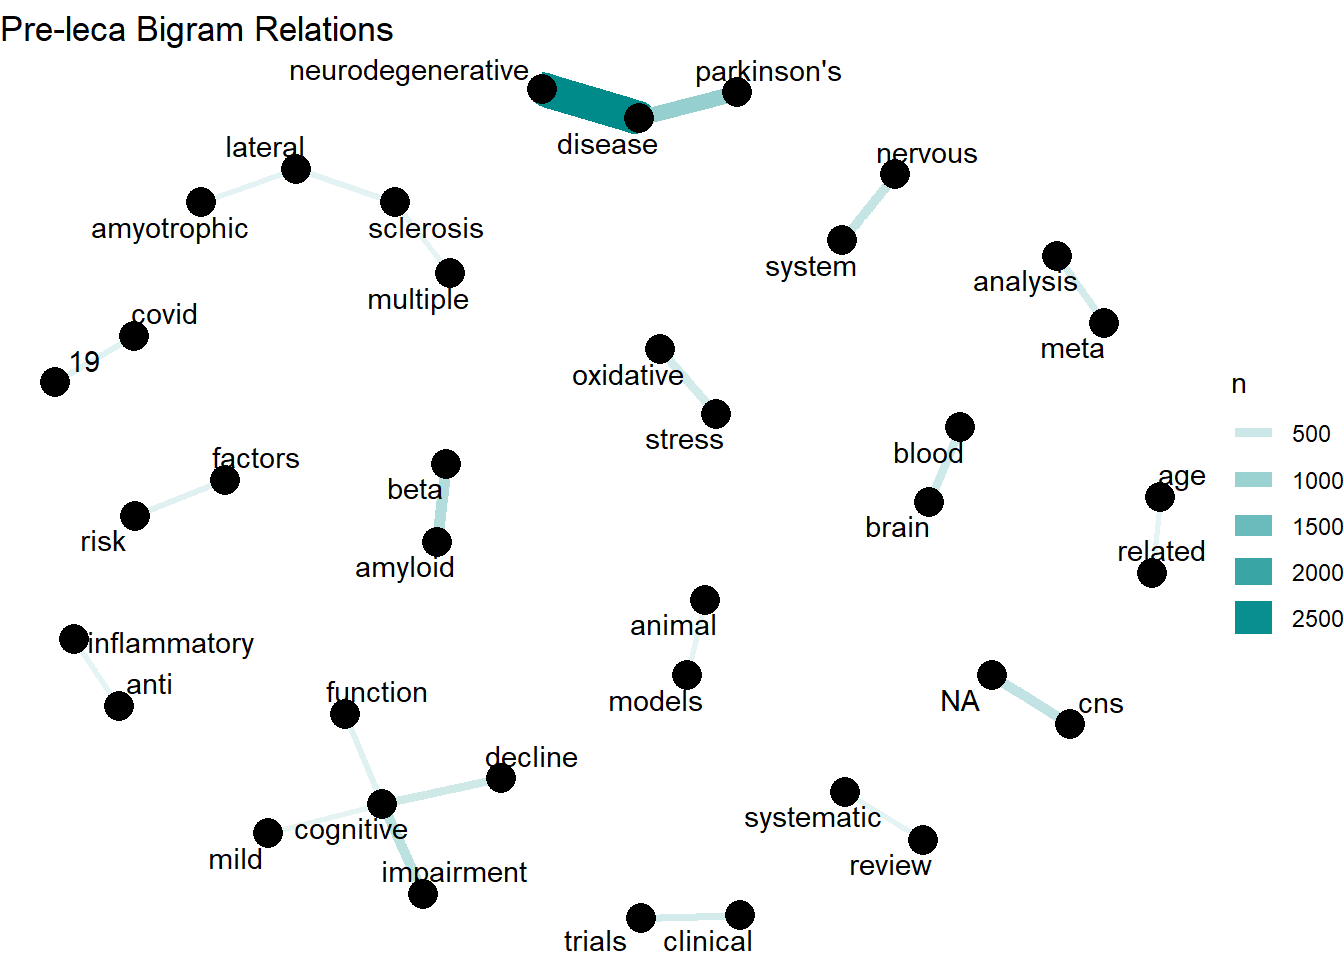 Pre-leca Bigram Relations
neurodegenerative
parkinson's
disease
lateral
nervous
amyotrophic
sclerosis
system
analysis
multiple
covid
meta
19
oxidative
n
stress
500
blood
factors
age
1000
beta
brain
1500
risk
related
amyloid
2000
animal
2500
inflammatory
anti
function
models
NA
cns
decline
systematic
cognitive
mild
review
impairment
trials
clinical